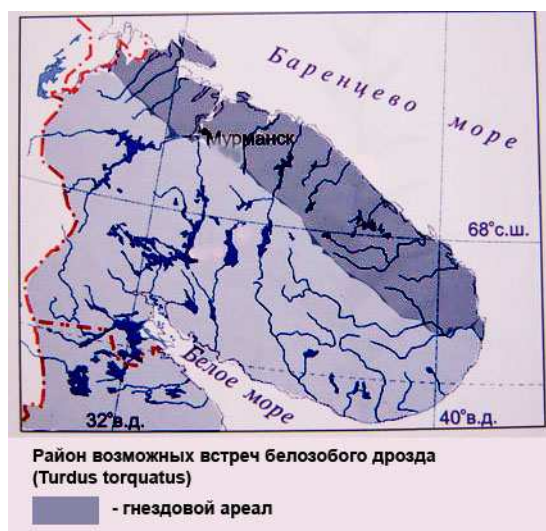 Баренцево море
Мурманск
68°с.ш.
Белое море
32°в.д.
40°в.д.
Район возможных встреч белозобого дрозда
(Turdus torquatus)
- гнездовой ареал